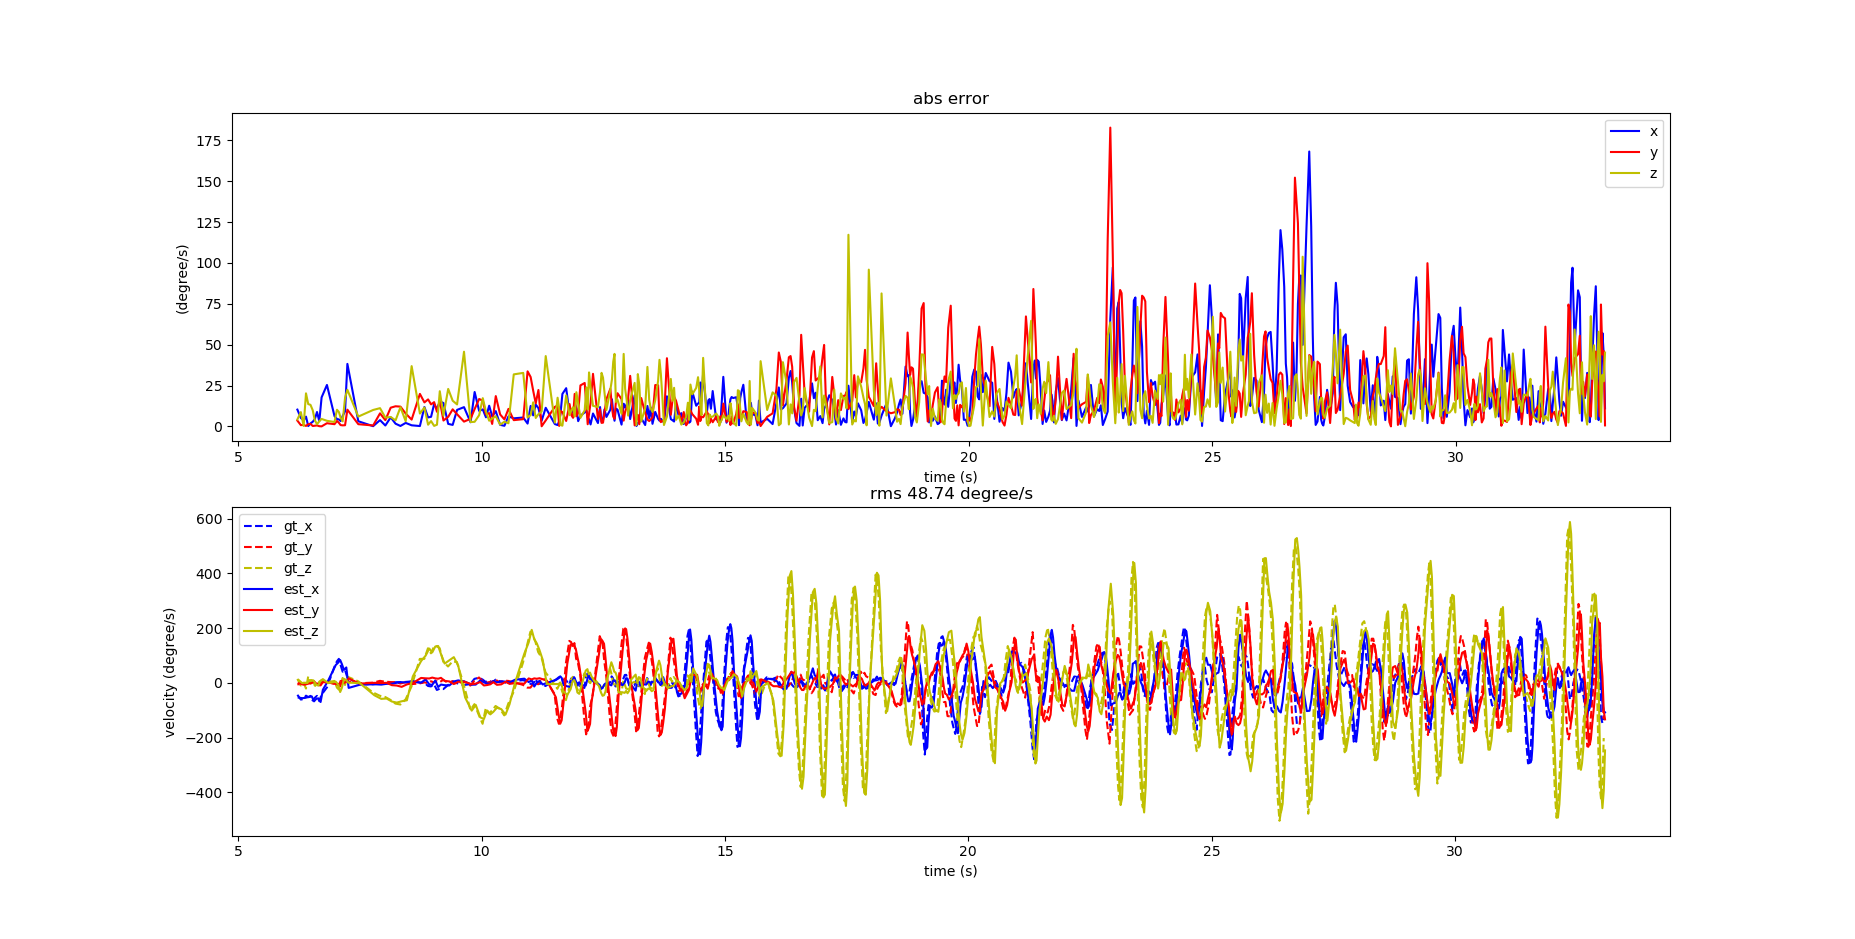 abs error
175
150
125
100
75
50
25
0
(degree/s)
x
y
z
5 10 15 20 25 30
time (s)
rms 48.74 degree/s
600
400
200
0
−200
−400
velocity (degree/s)
gt_x
gt_y
gt_z
est_x
est_y
est_z
5 10 15 20 25 30
time (s)